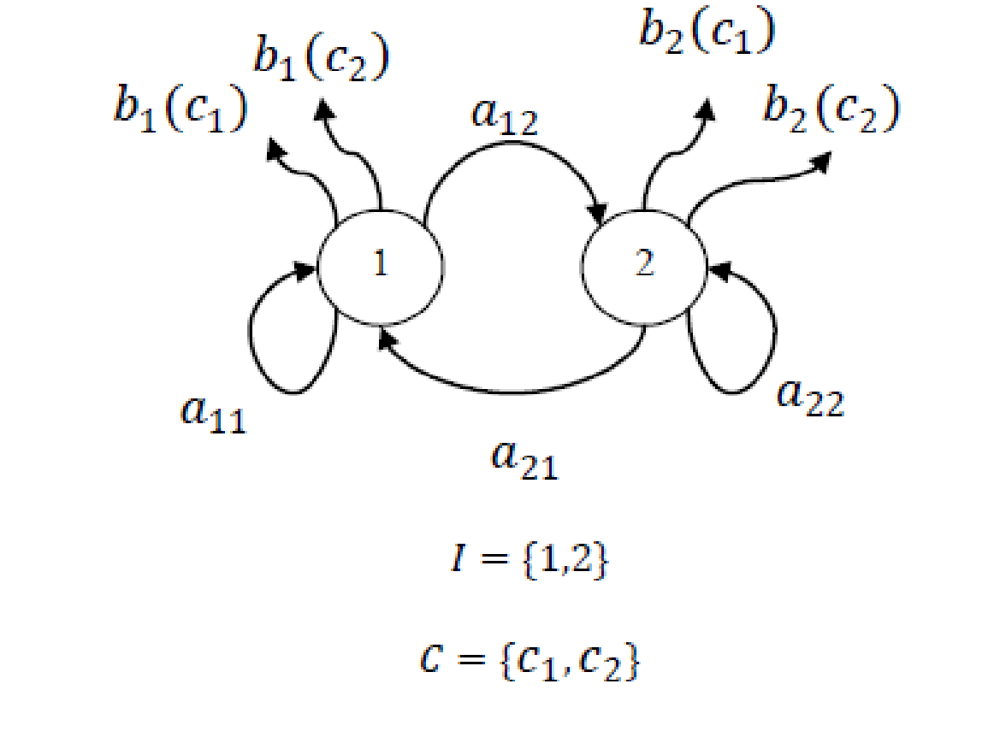 b₂(c₁)
b₁(c₂)
b₁(c₁)
a₁₂
b₂(c₂)
1
2
a₁₁
a₂₂
a₂₁
I = {1,2}
C = {c₁,c₂}